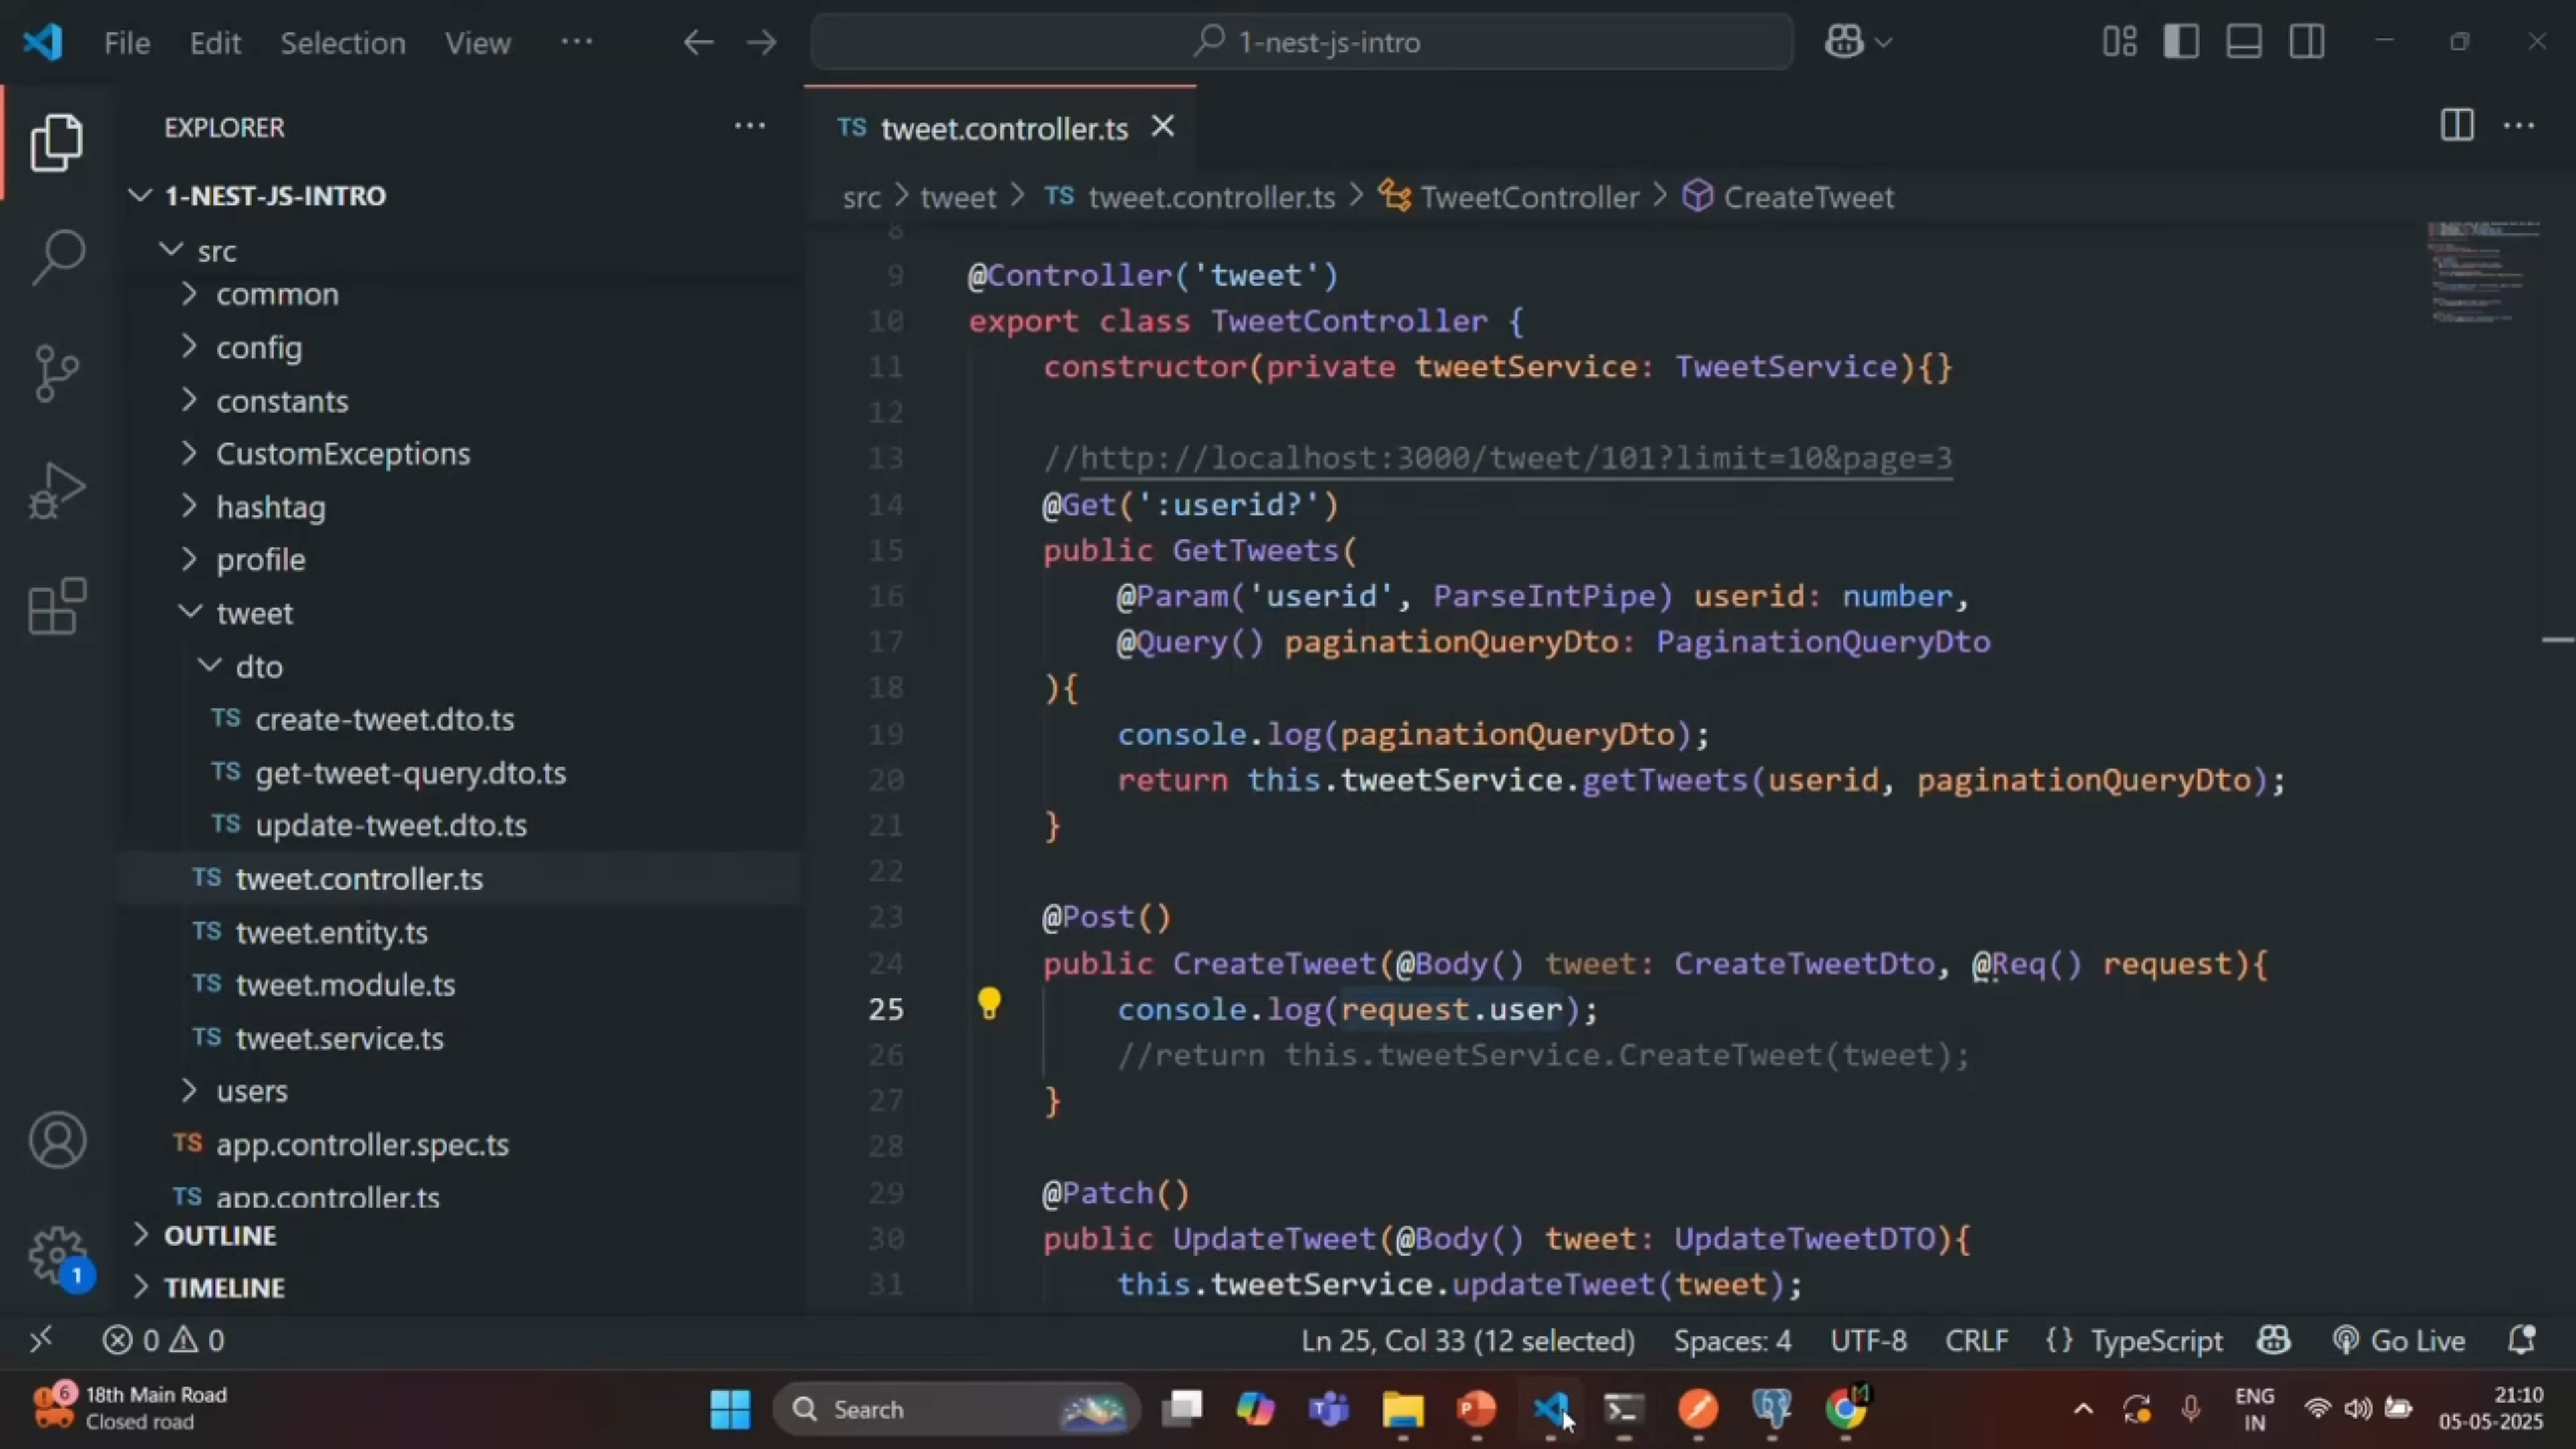 File Edit Selection View ... 1-nest-js-intro
EXPLORER
1-NEST-JS-INTRO
src
common
config
constants
CustomExceptions
hashtag
profile
tweet
dto
TS create-tweet.dto.ts
TS get-tweet-query.dto.ts
TS update-tweet.dto.ts
TS tweet.controller.ts
TS tweet.entity.ts
TS tweet.module.ts
TS tweet.service.ts
users
TS app.controller.spec.ts
TS app.controller.ts
OUTLINE
TIMELINE
1
TS tweet.controller.ts
src > tweet > TS tweet.controller.ts > TweetController > CreateTweet
8
9 @Controller('tweet')
10 export class TweetController {
11 constructor(private tweetService: TweetService){}
12
13 //http://localhost:3000/tweet/101?limit=10&page=3
14 @Get(':userid?')
15 public GetTweets(
16 @Param('userid', ParseIntPipe) userid: number,
17 @Query() paginationQueryDto: PaginationQueryDto
18 ){
19 console.log(paginationQueryDto);
20 return this.tweetService.getTweets(userid, paginationQueryDto);
21 }
22
23 @Post()
24 public CreateTweet(@Body() tweet: CreateTweetDto, @Req() request){
25 console.log(request.user);
26 //return this.tweetService.CreateTweet(tweet);
27 }
28
29 @Patch()
30 public UpdateTweet(@Body() tweet: UpdateTweetDTO){
31 this.tweetService.updateTweet(tweet);
0 0 Ln 25, Col 33 (12 selected) Spaces: 4 UTF-8 CRLF {} TypeScript Go Live
6 18th Main Road
Closed road
Search
ENG
IN
21:10
05-05-2025